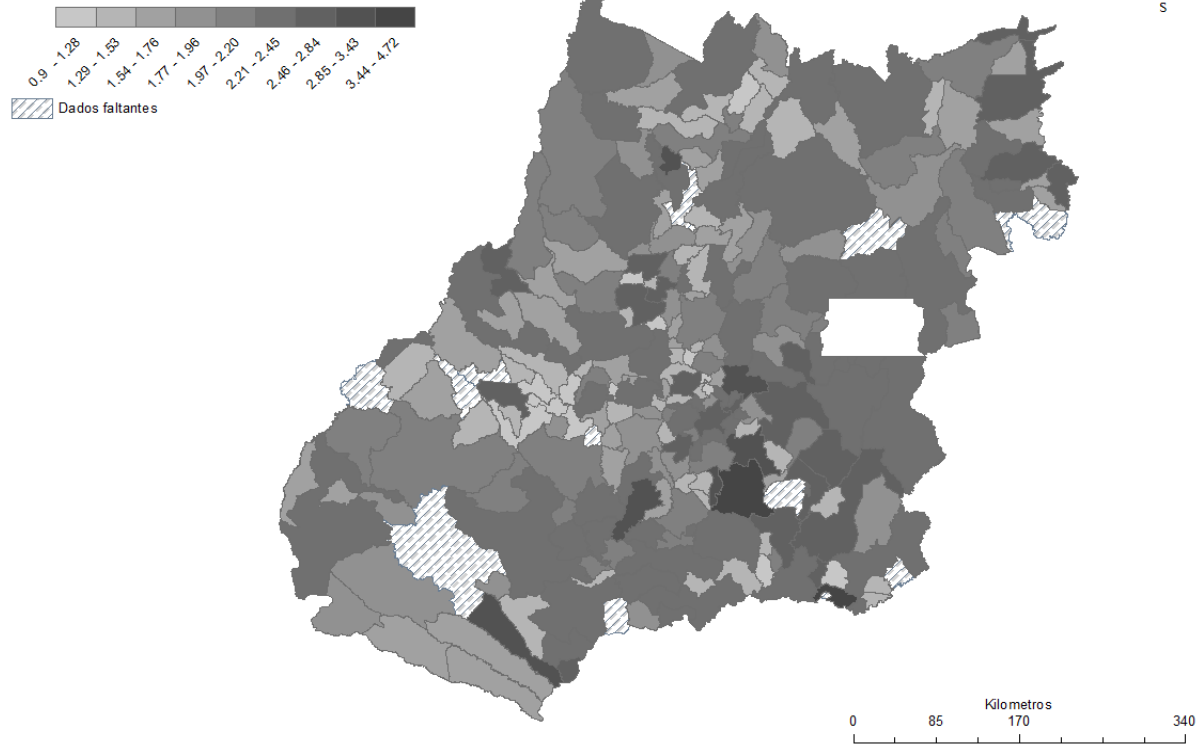 S
0.9 - 1.28
1.29 - 1.53
1.54 - 1.76
1.77 - 1.96
1.97 - 2.20
2.21 - 2.45
2.46 - 2.84
2.85 - 3.43
3.44 - 4.72
Dados faltantes
Kilometros
0 85 170 340